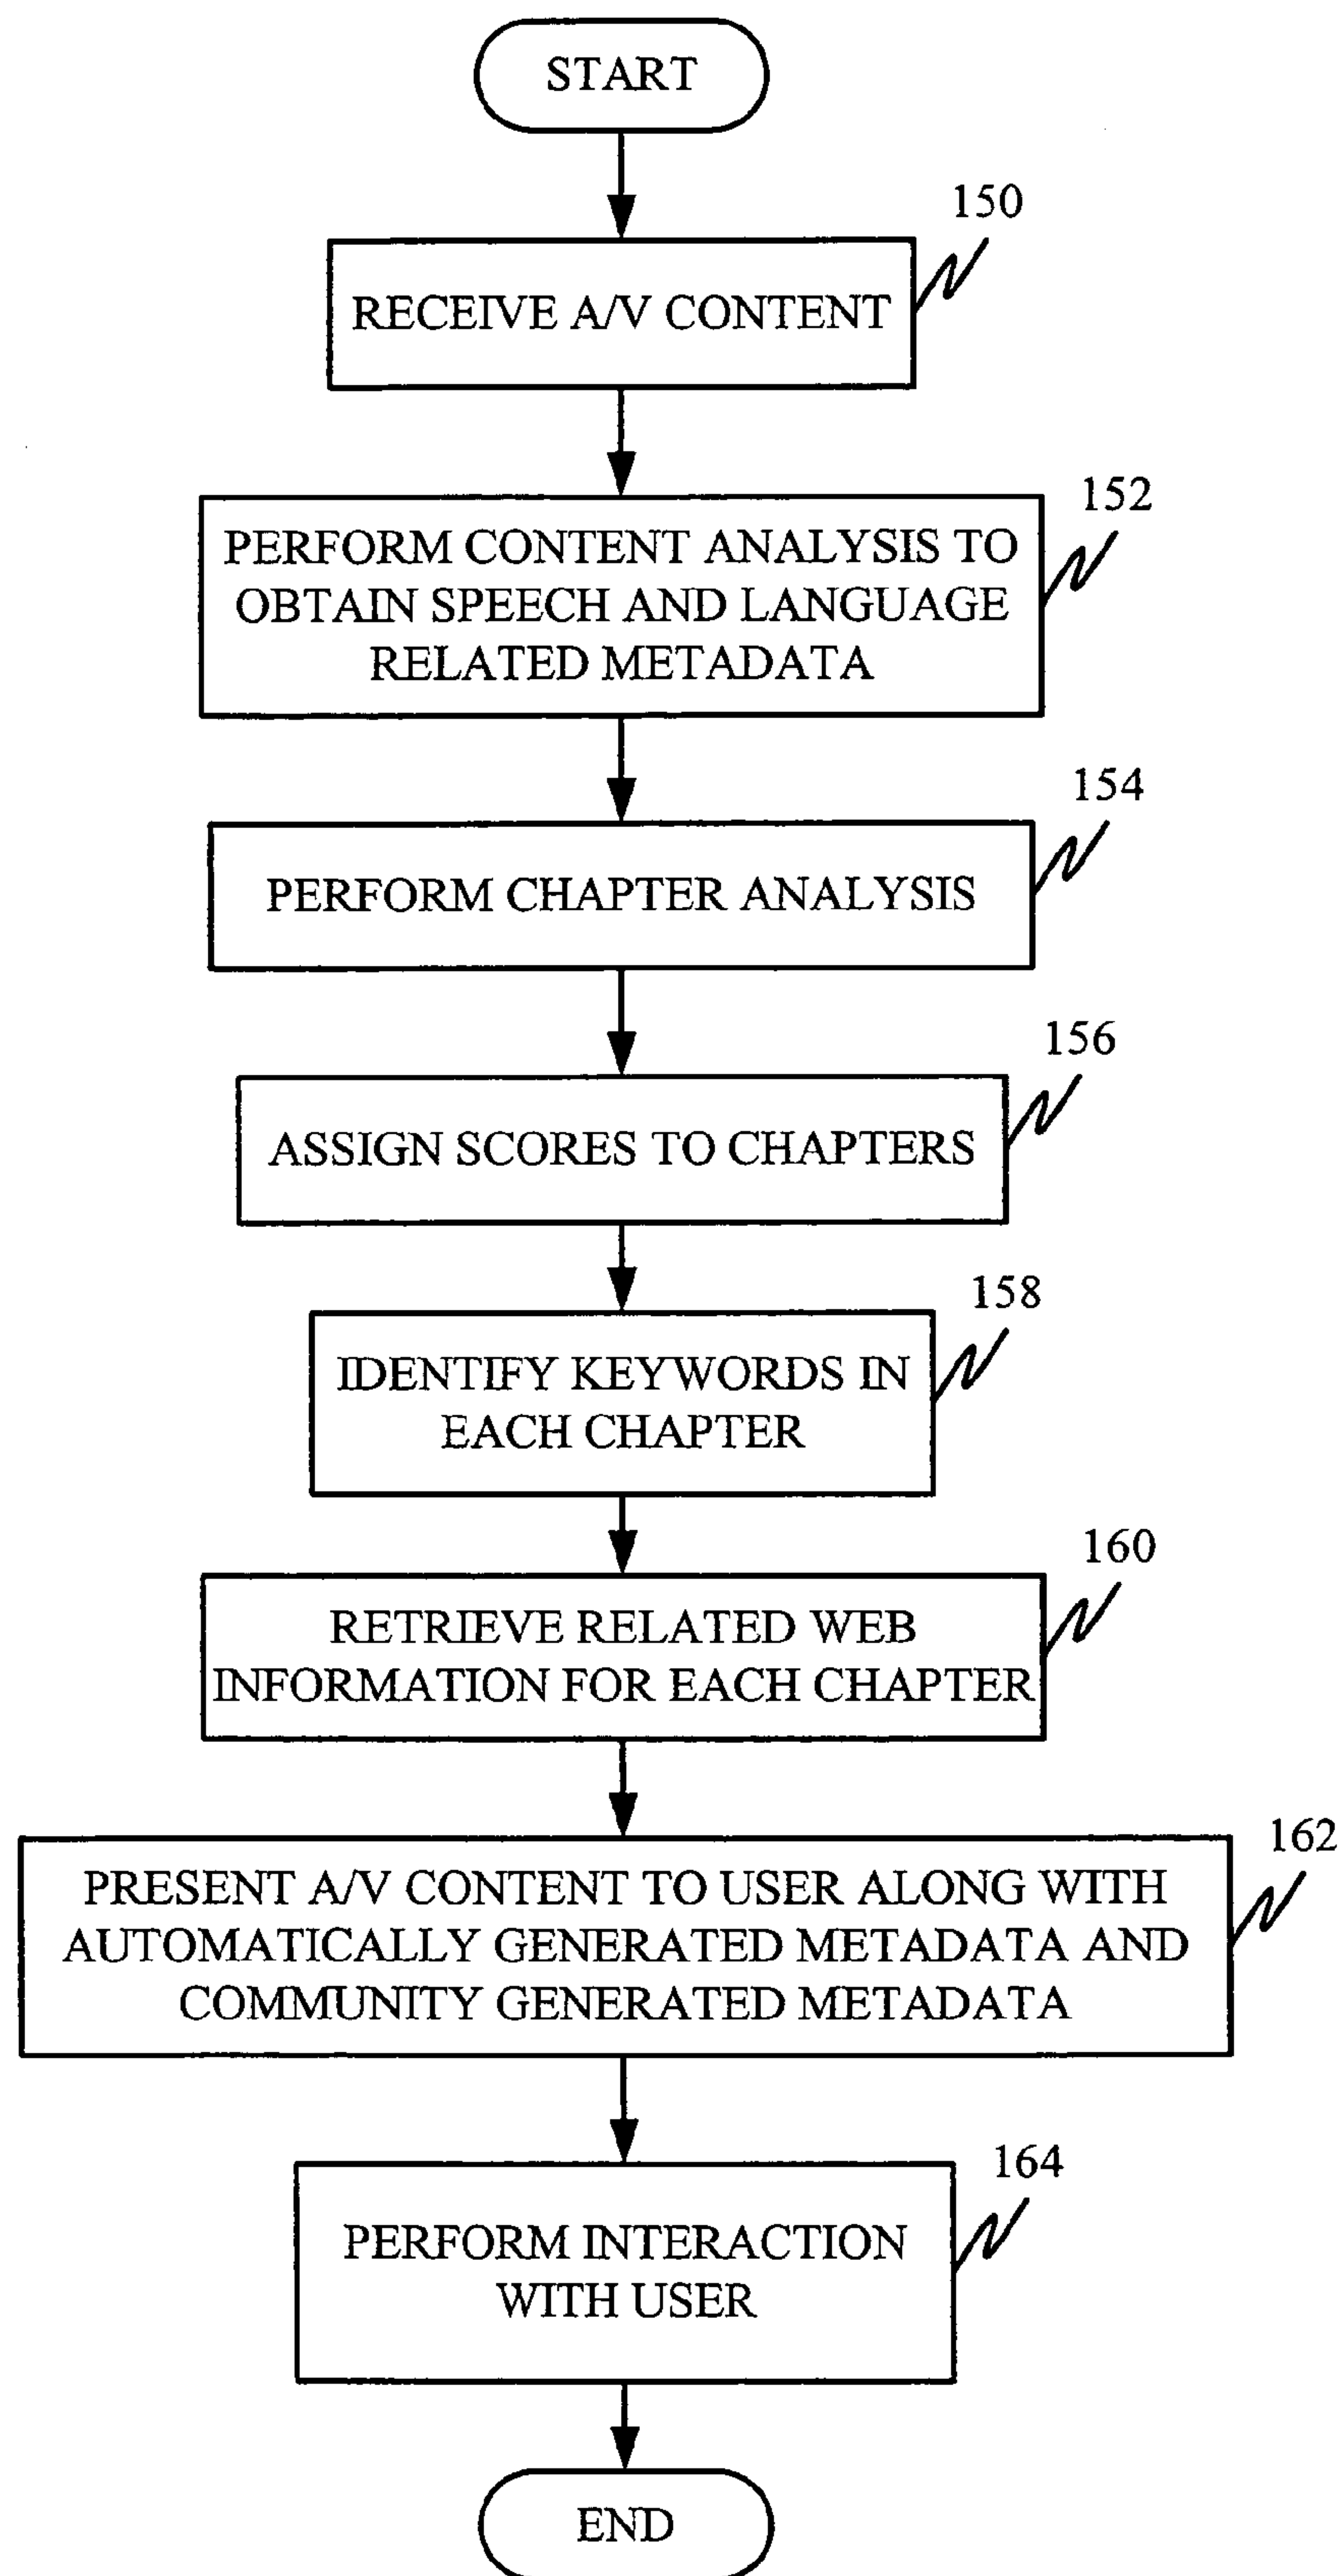 START
150
RECEIVE A/V CONTENT
152
PERFORM CONTENT ANALYSIS TO
OBTAIN SPEECH AND LANGUAGE
RELATED METADATA
154
PERFORM CHAPTER ANALYSIS
156
ASSIGN SCORES TO CHAPTERS
158
IDENTIFY KEYWORDS IN
EACH CHAPTER
160
RETRIEVE RELATED WEB
INFORMATION FOR EACH CHAPTER
162
PRESENT A/V CONTENT TO USER ALONG WITH
AUTOMATICALLY GENERATED METADATA AND
COMMUNITY GENERATED METADATA
164
PERFORM INTERACTION
WITH USER
END